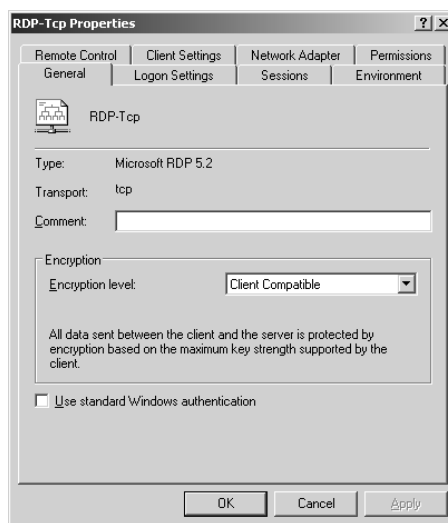 RDP-Tcp Properties
Remote Control Client Settings Network Adapter Permissions
General Logon Settings Sessions Environment
RDP-Tcp
Type: Microsoft RDP 5.2
Transport: tcp
Comment:
Encryption
Encryption level: Client Compatible
All data sent between the client and the server is protected by
encryption based on the maximum key strength supported by the
client.
Use standard Windows authentication
OK Cancel Apply